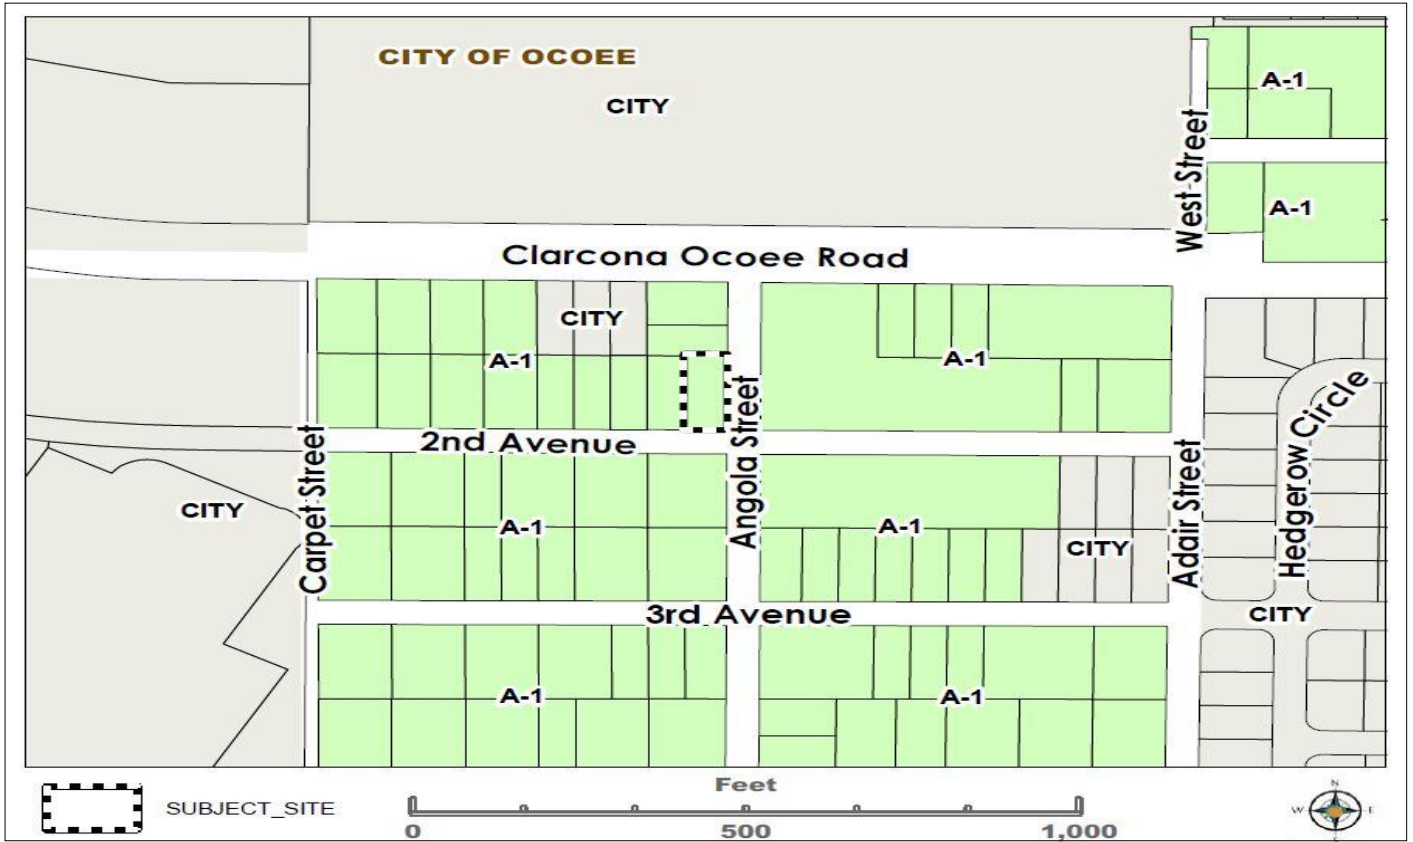 CITY OF OCOEE
CITY
A-1
West Street
A-1
Clarcona Ocoee Road
CITY
A-1
A-1
Hedgerow Circle
2nd Avenue
Angola Street
Carpet Street
Adair Street
CITY
A-1
A-1
CITY
3rd Avenue
CITY
A-1
A-1
SUBJECT_SITE
Feet
0 500 1,000
N
W E
S